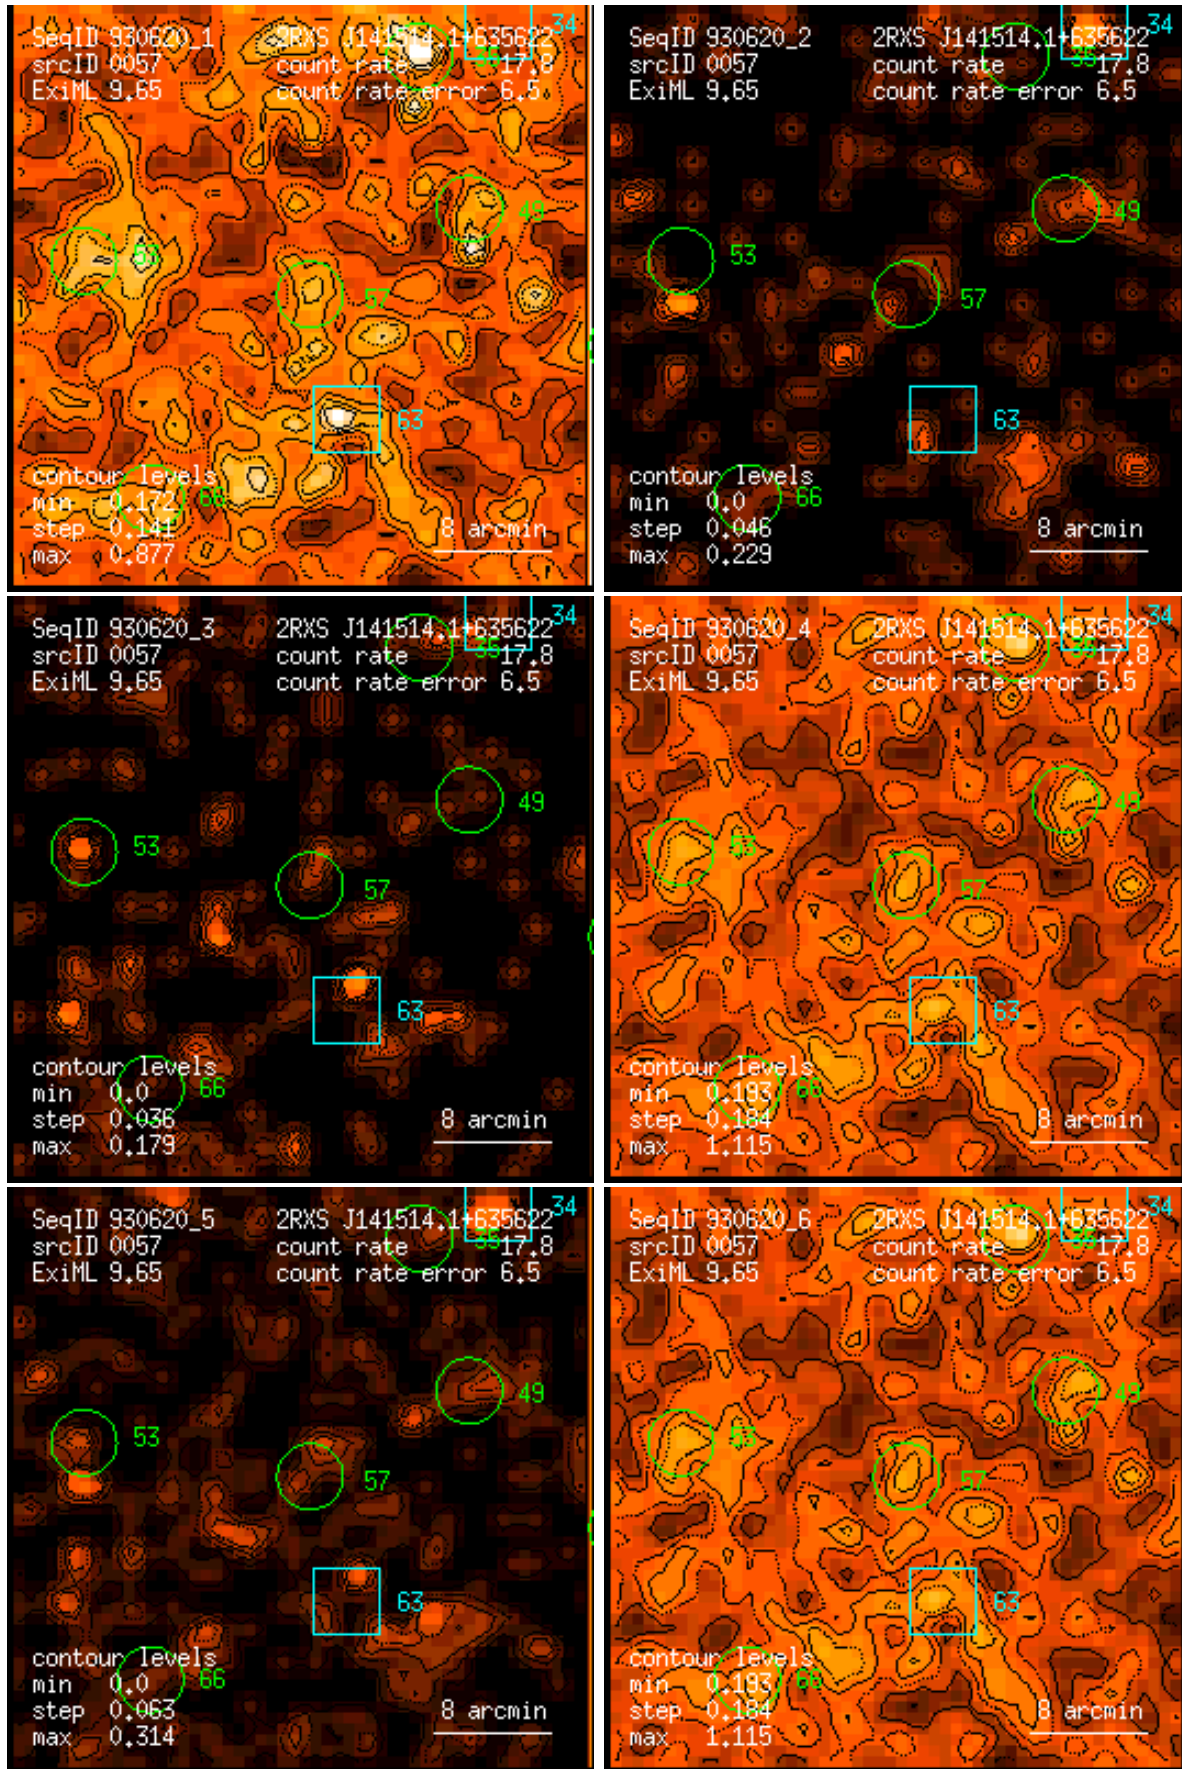 34
SeqID 930620_1 2RXS J141514.1+635622
srcID 0057 count rate 35 17.8
ExiML 9.65 count rate error 6.5
49
53
57
63
contour levels
min 0.172 66
step 0.141 8 arcmin
max 0.877
34
SeqID 930620_2 2RXS J141514.1+635622
srcID 0057 count rate 35 17.8
ExiML 9.65 count rate error 6.5
49
53
57
63
contour levels
min 0.0 66
step 0.046 8 arcmin
max 0.229
34
SeqID 930620_3 2RXS J141514.1+635622
srcID 0057 count rate 35 17.8
ExiML 9.65 count rate error 6.5
49
53
57
63
contour levels
min 0.0 66
step 0.036 8 arcmin
max 0.179
34
SeqID 930620_4 2RXS J141514.1+635622
srcID 0057 count rate 35 17.8
ExiML 9.65 count rate error 6.5
49
53
57
63
contour levels
min 0.193 66
step 0.184 8 arcmin
max 1.115
34
SeqID 930620_5 2RXS J141514.1+635622
srcID 0057 count rate 35 17.8
ExiML 9.65 count rate error 6.5
49
53
57
63
contour levels
min 0.0 66
step 0.063 8 arcmin
max 0.314
34
SeqID 930620_6 2RXS J141514.1+635622
srcID 0057 count rate 35 17.8
ExiML 9.65 count rate error 6.5
49
53
57
63
contour levels
min 0.193 66
step 0.184 8 arcmin
max 1.115